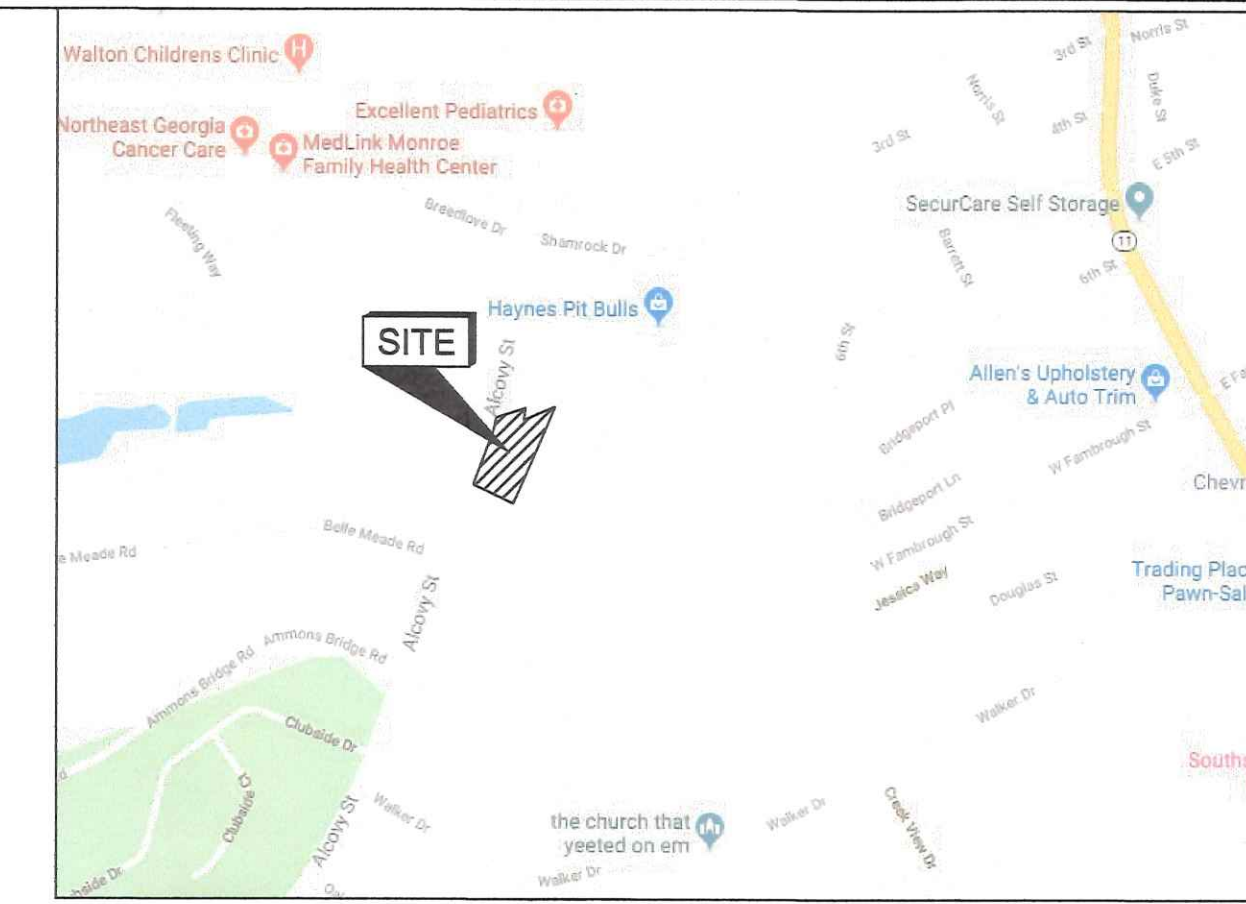 Walton Childrens Clinic
H
3rd St
Norris St
Excellent Pediatrics
Norris St
Duke St
Northeast Georgia
Cancer Care
MedLink Monroe
Family Health Center
3rd St
4th St
E 5th St
SecurCare Self Storage
Fleeting Way
Breedlove Dr
Shamrock Dr
11
Barrett St
6th St
Haynes Pit Bulls
SITE
Alcovy St
6th St
Allen's Upholstery
& Auto Trim
E Fa
Bridgeport Pl
W Fambrough St
Chevr
Bridgeport Ln
Belle Meade Rd
e Meade Rd
W Fambrough St
Jessica Way
Douglas St
Trading Plac
Pawn-Sal
Alcovy St
Ammons Bridge Rd
Ammons Bridge Rd
Walker Dr
Clubside Dr
South
Clubside Ct
Alcovy St
Walker Dr
the church that
yeeted on em
Walker Dr
Creek View Dr
bside Dr
Walker Dr